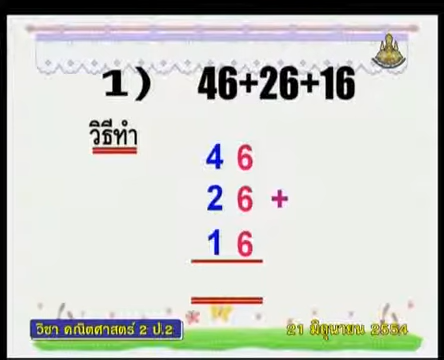 1) 46+26+16
วิธีทำ
4 6
2 6 +
1 6
วิชา คณิตศาสตร์ 2 ป.2
21 มิถุนายน 2554